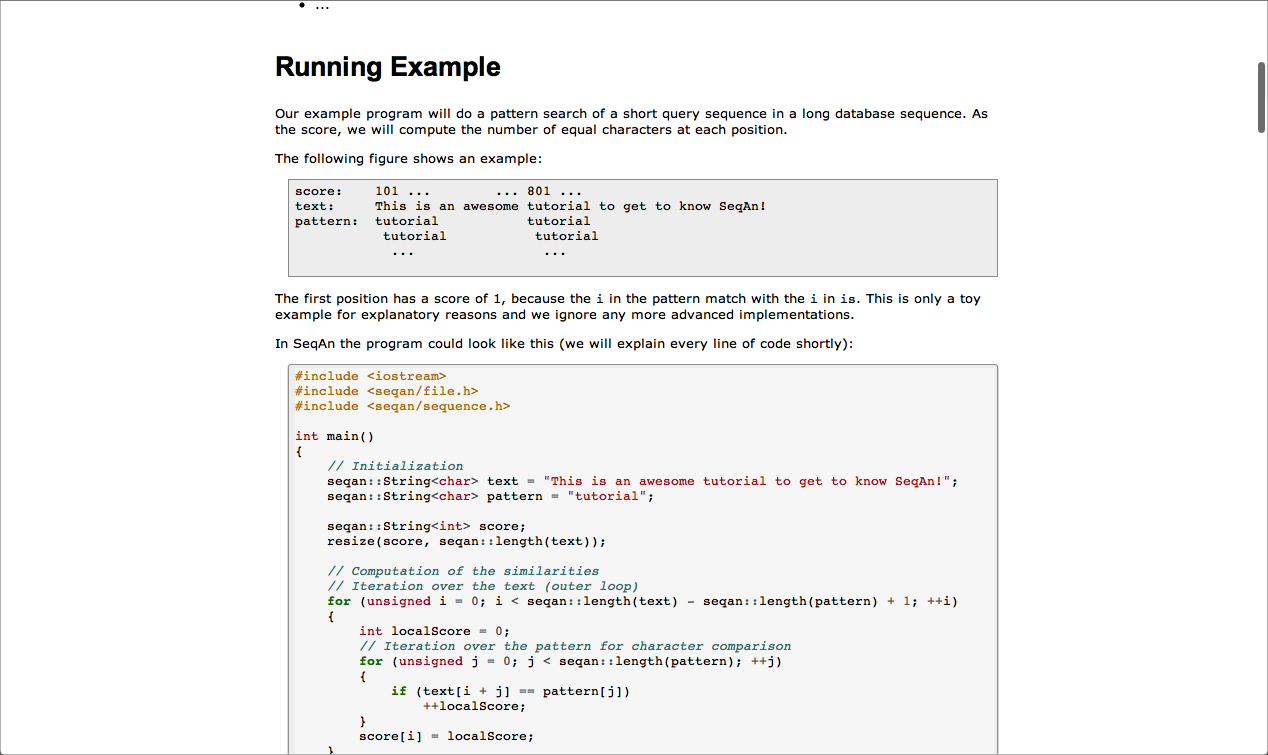 • ...
Running Example
Our example program will do a pattern search of a short query sequence in a long database sequence. As
the score, we will compute the number of equal characters at each position.
The following figure shows an example:
score:    101 ...        ... 801 ...
text:     This is an awesome tutorial to get to know SeqAn!
pattern:  tutorial           tutorial
           tutorial           tutorial
            ...                ...
The first position has a score of 1, because the i in the pattern match with the i in is. This is only a toy
example for explanatory reasons and we ignore any more advanced implementations.
In SeqAn the program could look like this (we will explain every line of code shortly):
#include <iostream>
#include <seqan/file.h>
#include <seqan/sequence.h>
int main()
{
    // Initialization
    seqan::String<char> text = "This is an awesome tutorial to get to know SeqAn!";
    seqan::String<char> pattern = "tutorial";
    seqan::String<int> score;
    resize(score, seqan::length(text));
    // Computation of the similarities
    // Iteration over the text (outer loop)
    for (unsigned i = 0; i < seqan::length(text) - seqan::length(pattern) + 1; ++i)
    {
        int localScore = 0;
        // Iteration over the pattern for character comparison
        for (unsigned j = 0; j < seqan::length(pattern); ++j)
        {
            if (text[i + j] == pattern[j])
                ++localScore;
        }
        score[i] = localScore;
    }